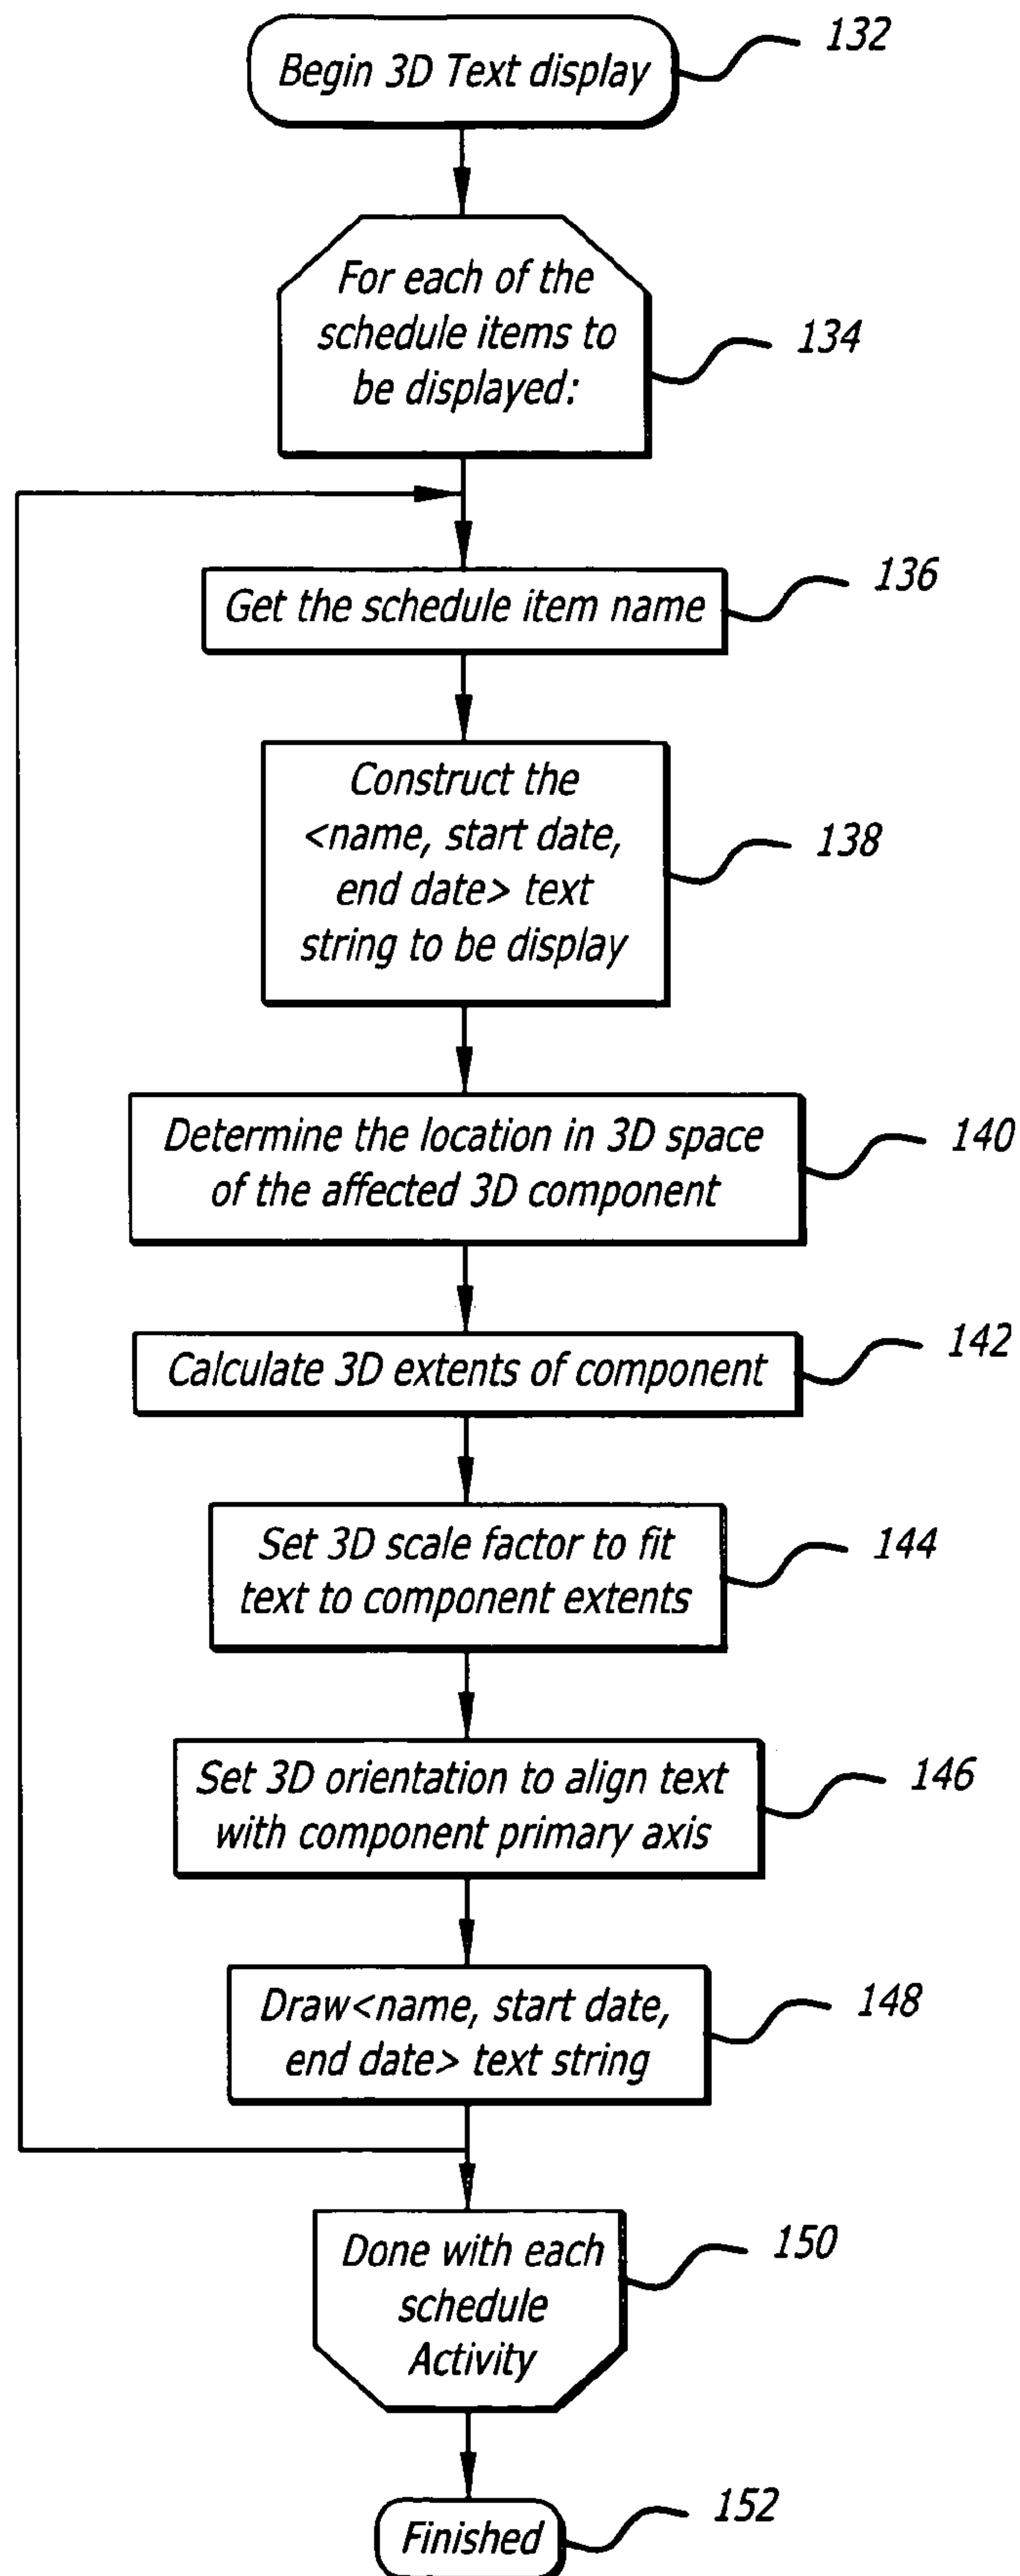 Begin 3D Text display
132
For each of the
schedule items to
be displayed:
134
Get the schedule item name
136
Construct the
<name, start date,
end date> text
string to be display
138
Determine the location in 3D space
of the affected 3D component
140
Calculate 3D extents of component
142
Set 3D scale factor to fit
text to component extents
144
Set 3D orientation to align text
with component primary axis
146
Draw<name, start date,
end date> text string
148
Done with each
schedule
Activity
150
Finished
152